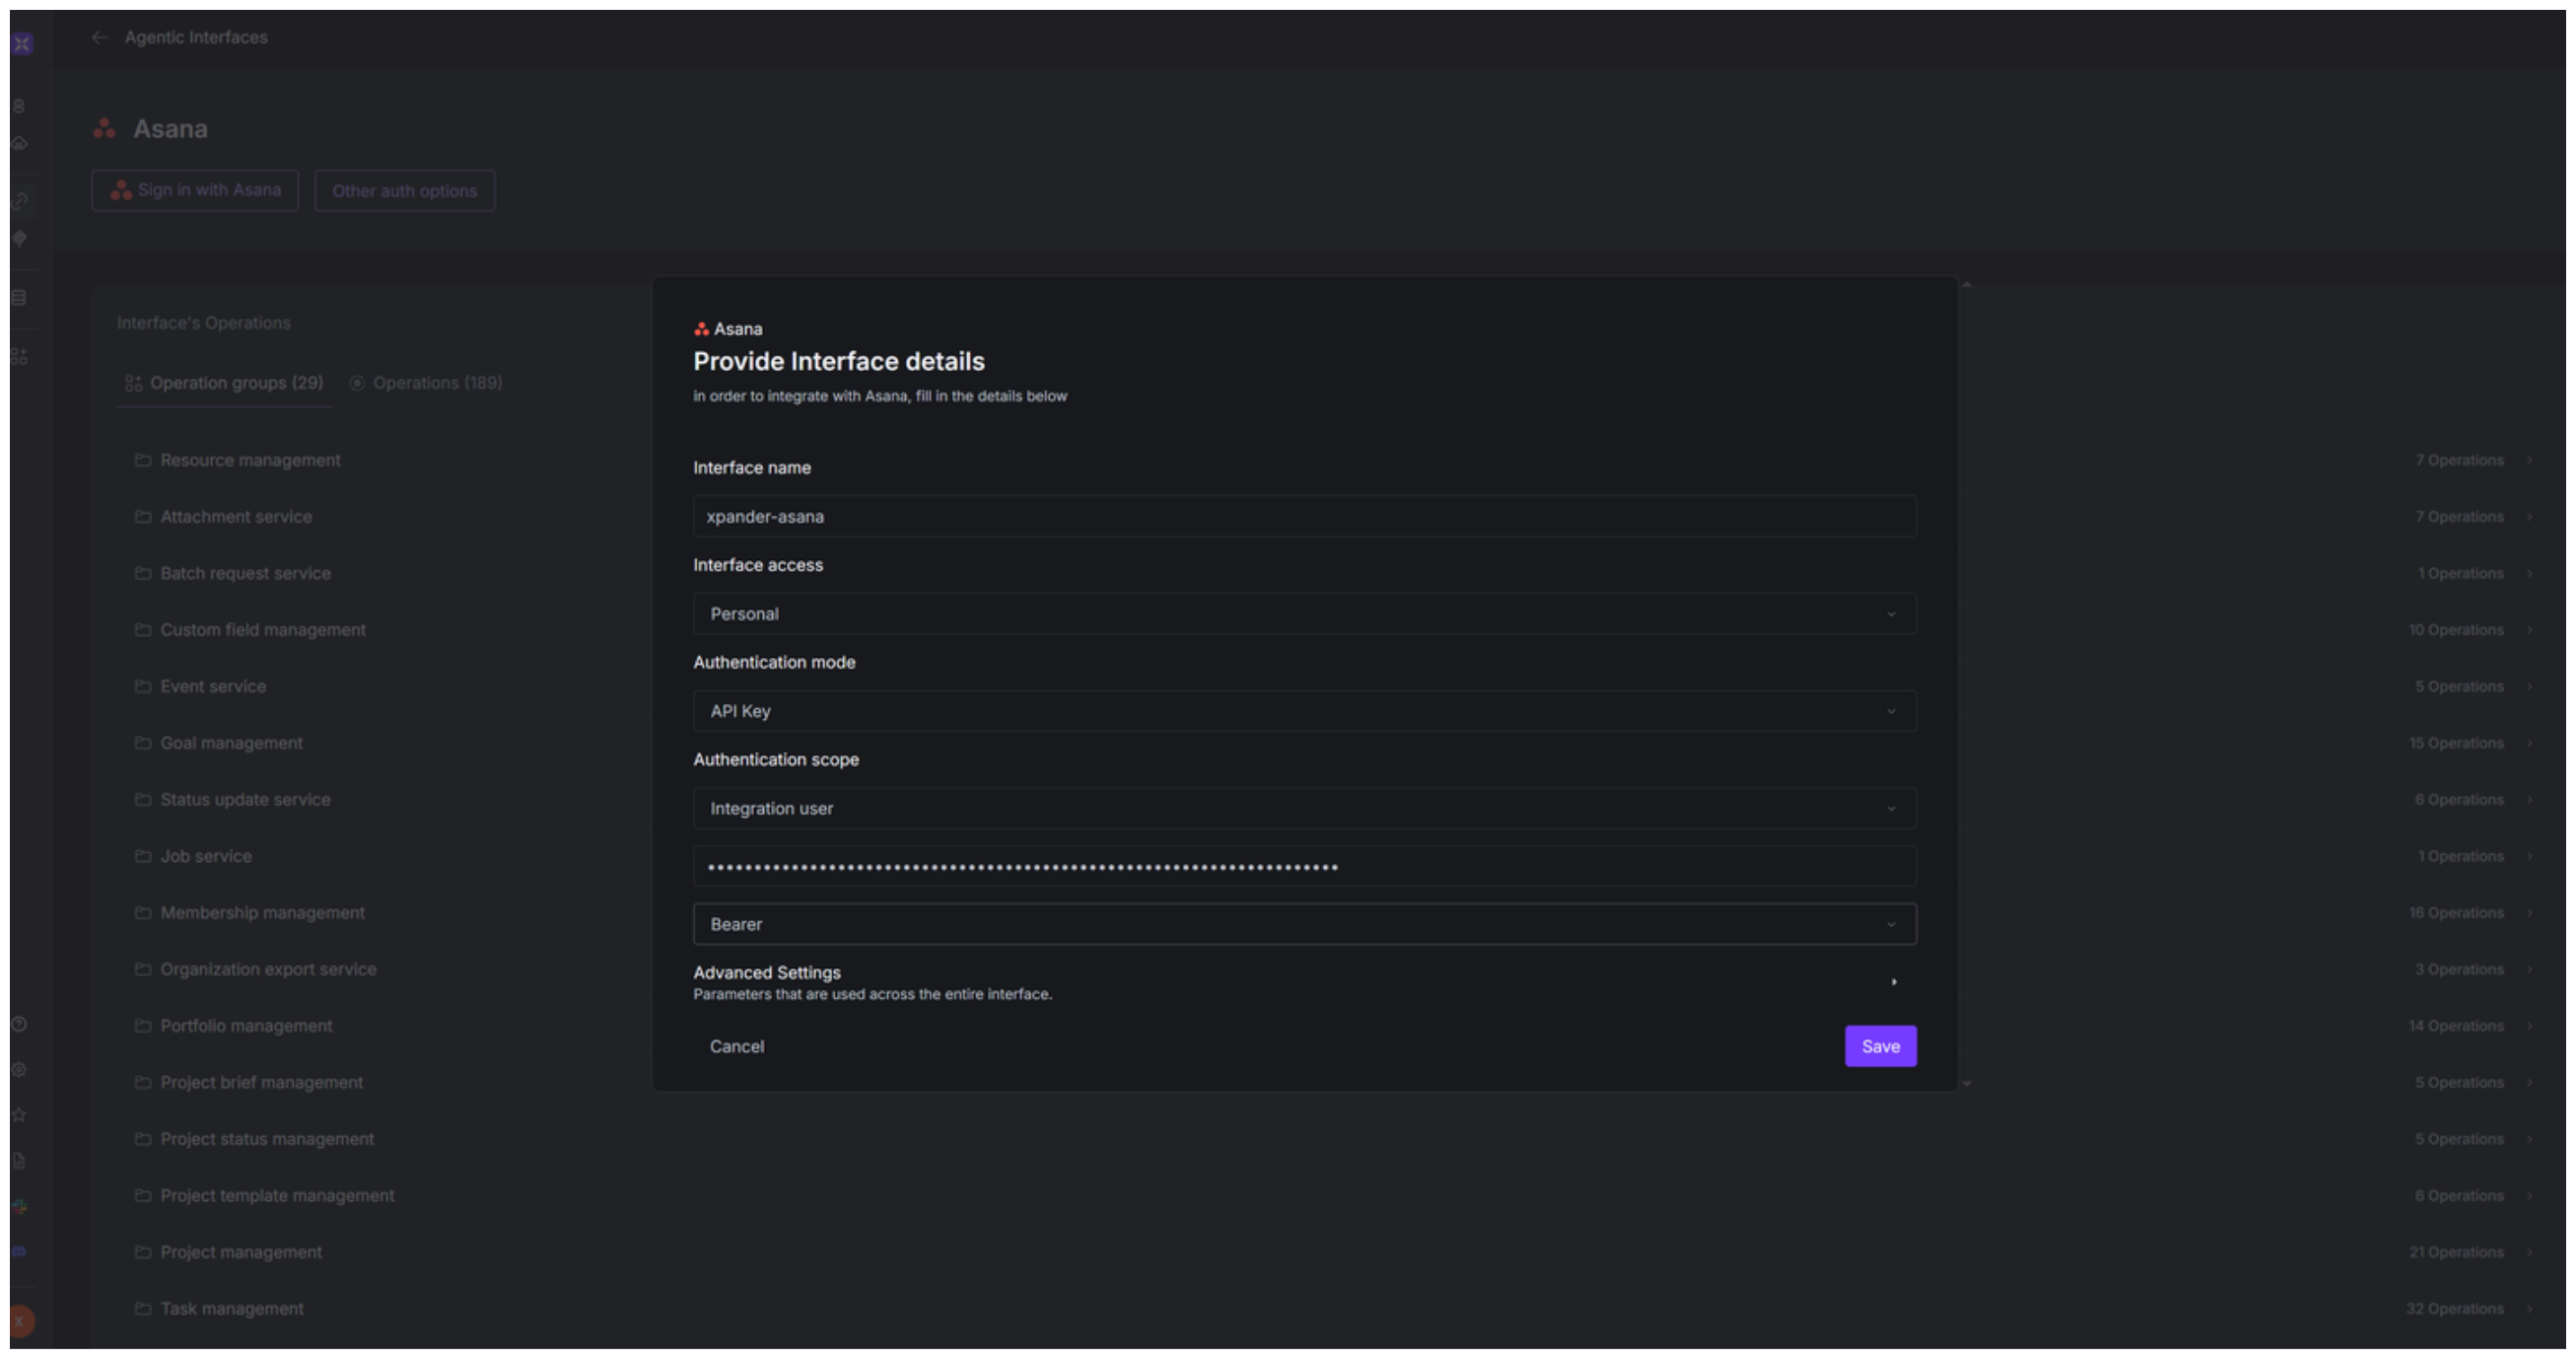 Agentic Interfaces
Asana
Sign in with Asana
Other auth options
Interface's Operations
Operation groups (29)
Operations (189)
Resource management
7 Operations
Attachment service
7 Operations
Batch request service
1 Operations
Custom field management
10 Operations
Event service
5 Operations
Goal management
15 Operations
Status update service
6 Operations
Job service
1 Operations
Membership management
16 Operations
Organization export service
3 Operations
Portfolio management
14 Operations
Project brief management
5 Operations
Project status management
5 Operations
Project template management
6 Operations
Project management
21 Operations
Task management
32 Operations
X
Asana
Provide Interface details
in order to integrate with Asana, fill in the details below
Interface name
xpander-asana
Interface access
Personal
Authentication mode
API Key
Authentication scope
Integration user
Bearer
Advanced Settings
Parameters that are used across the entire interface.
Cancel
Save